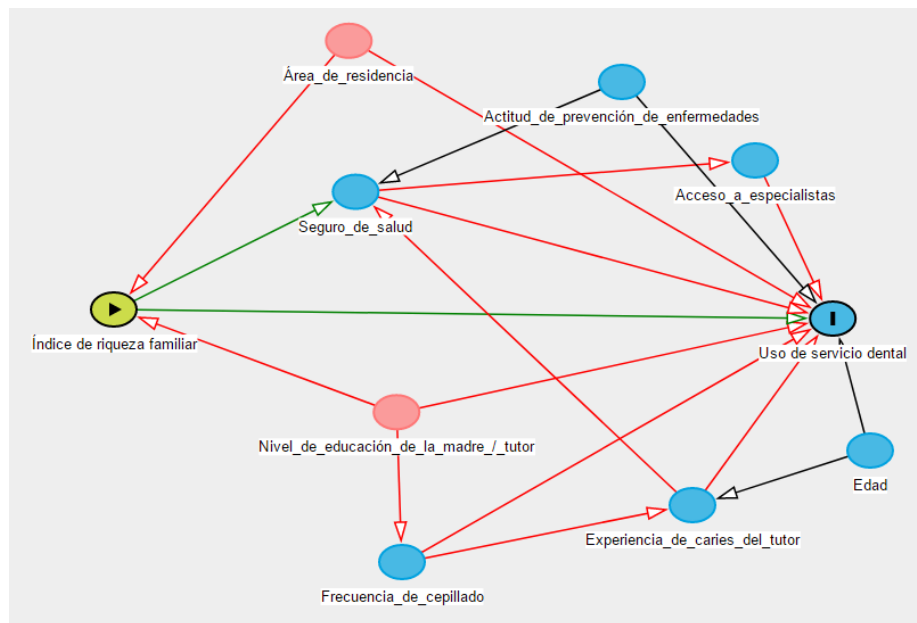 Área_de_residencia
Actitud_de_prevención_de_enfermedades
Acceso_a_especialistas
Seguro_de_salud
Índice de riqueza familiar
Uso de servicio dental
Nivel_de_educación_de_la_madre_/_tutor
Edad
Experiencia_de_caries_del_tutor
Frecuencia_de_cepillado